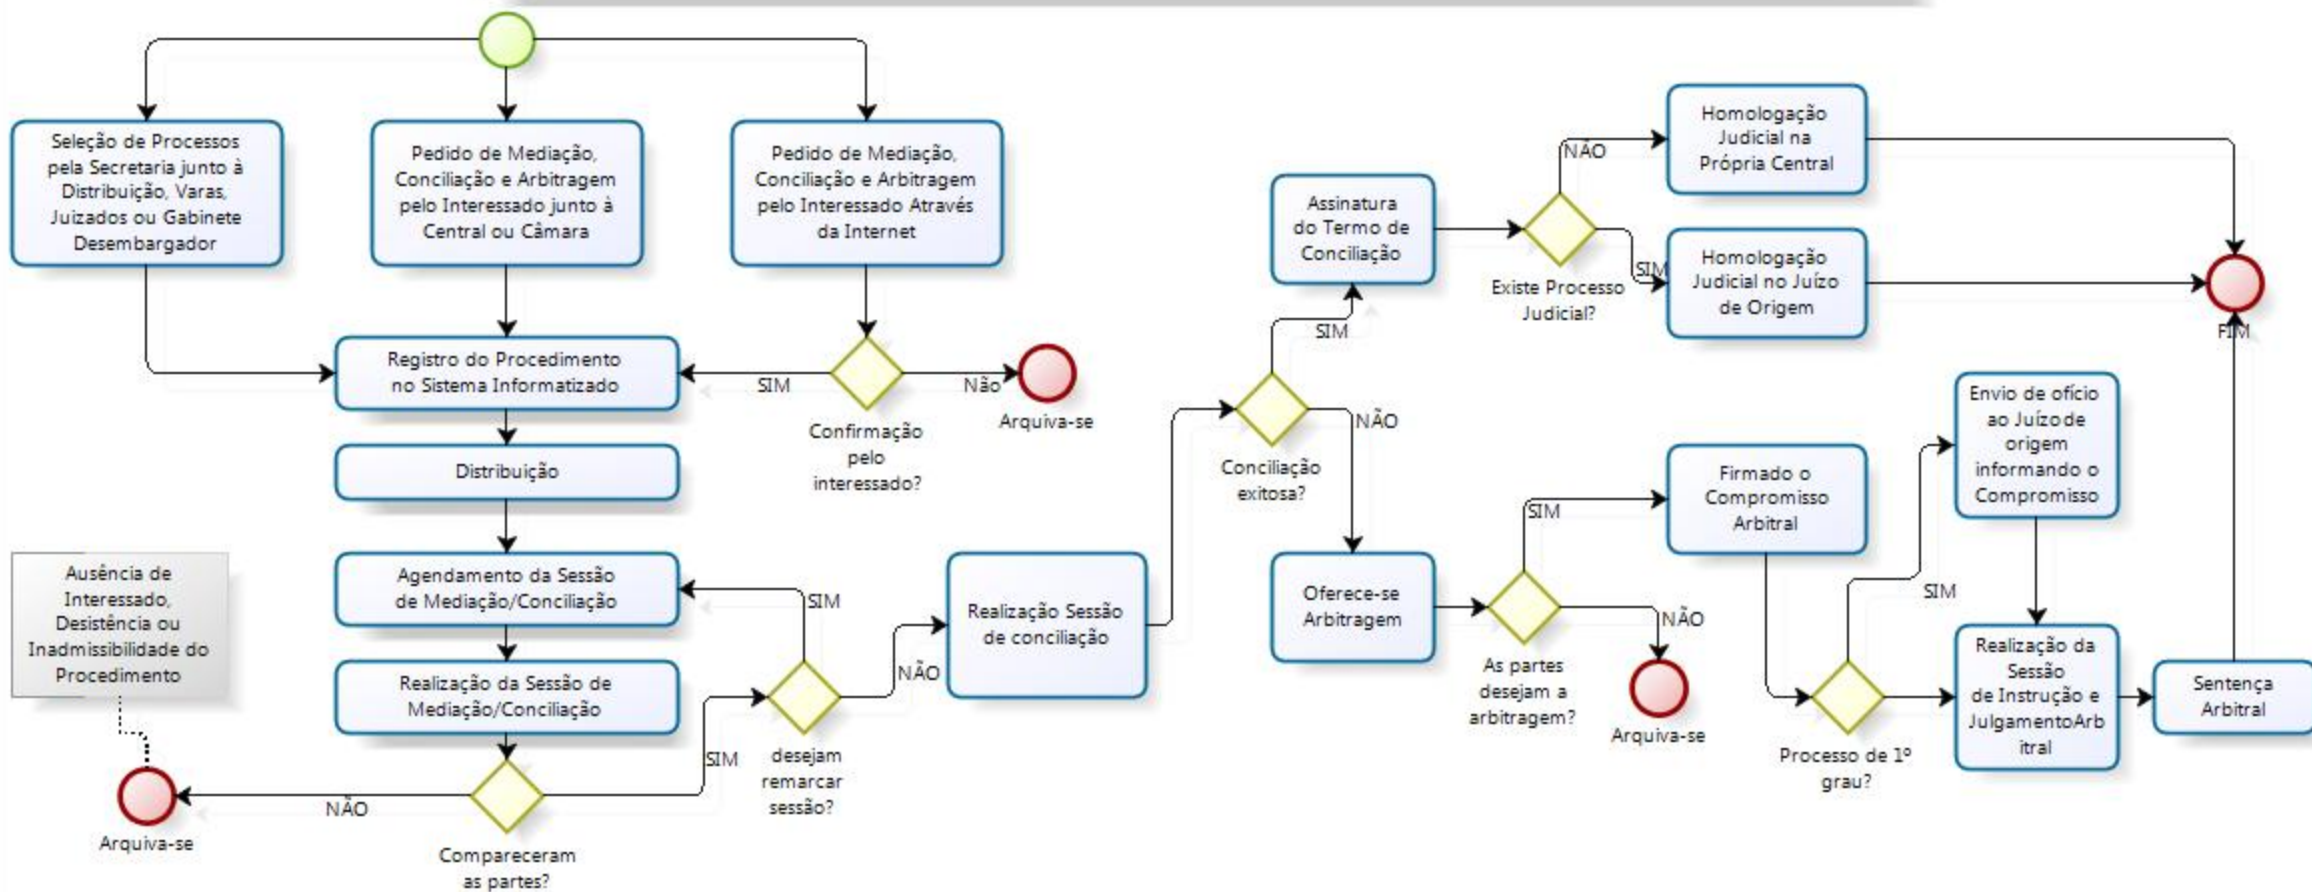 Seleção de Processos
pela Secretaria junto à
Distribuição, Varas,
Juizados ou Gabinete
Desembargador
Pedido de Mediação,
Conciliação e Arbitragem
pelo Interessado junto à
Central ou Câmara
Pedido de Mediação,
Conciliação e Arbitragem
pelo Interessado Através
da Internet
Registro do Procedimento
no Sistema Informatizado
SIM
Não
Arquiva-se
Confirmação
pelo
interessado?
Distribuição
Agendamento da Sessão
de Mediação/Conciliação
SIM
Realização da Sessão de
Mediação/Conciliação
Ausência de
Interessado,
Desistência ou
Inadmissibilidade do
Procedimento
NÃO
Arquiva-se
Compareceram
as partes?
SIM
desejam
remarcar
sessão?
NÃO
Realização Sessão
de conciliação
Conciliação
exitosa?
SIM
NÃO
Assinatura
do Termo de
Conciliação
Existe Processo
Judicial?
NÃO
SIM
Homologação
Judicial na
Própria Central
Homologação
Judicial no Juízo
de Origem
FIM
Oferece-se
Arbitragem
As partes
desejam a
arbitragem?
SIM
NÃO
Arquiva-se
Firmado o
Compromisso
Arbitral
Processo de 1º
grau?
SIM
Envio de ofício
ao Juízo de
origem
informando o
Compromisso
Realização da
Sessão
de Instrução e
JulgamentoArb
itral
Sentença
Arbitral